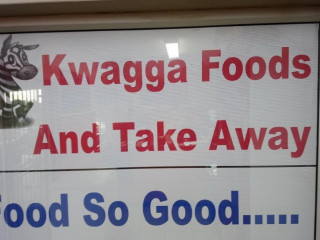 Kwagga Foods
And Take Away
ood So Good.....